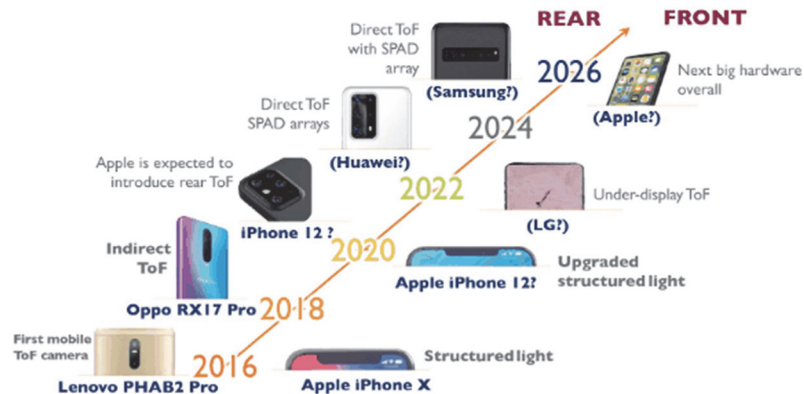 REAR
FRONT
Direct ToF
with SPAD
array
(Samsung?)
2026
Next big hardware
overall
(Apple?)
Direct ToF
SPAD arrays
(Huawei?)
2024
Apple is expected to
introduce rear ToF
iPhone 12 ?
2022
Under-display ToF
(LG?)
Indirect
ToF
Oppo RX17 Pro
2020
Apple iPhone 12?
Upgraded
structured light
2018
First mobile
ToF camera
Lenovo PHAB2 Pro
2016
Structured light
Apple iPhone X